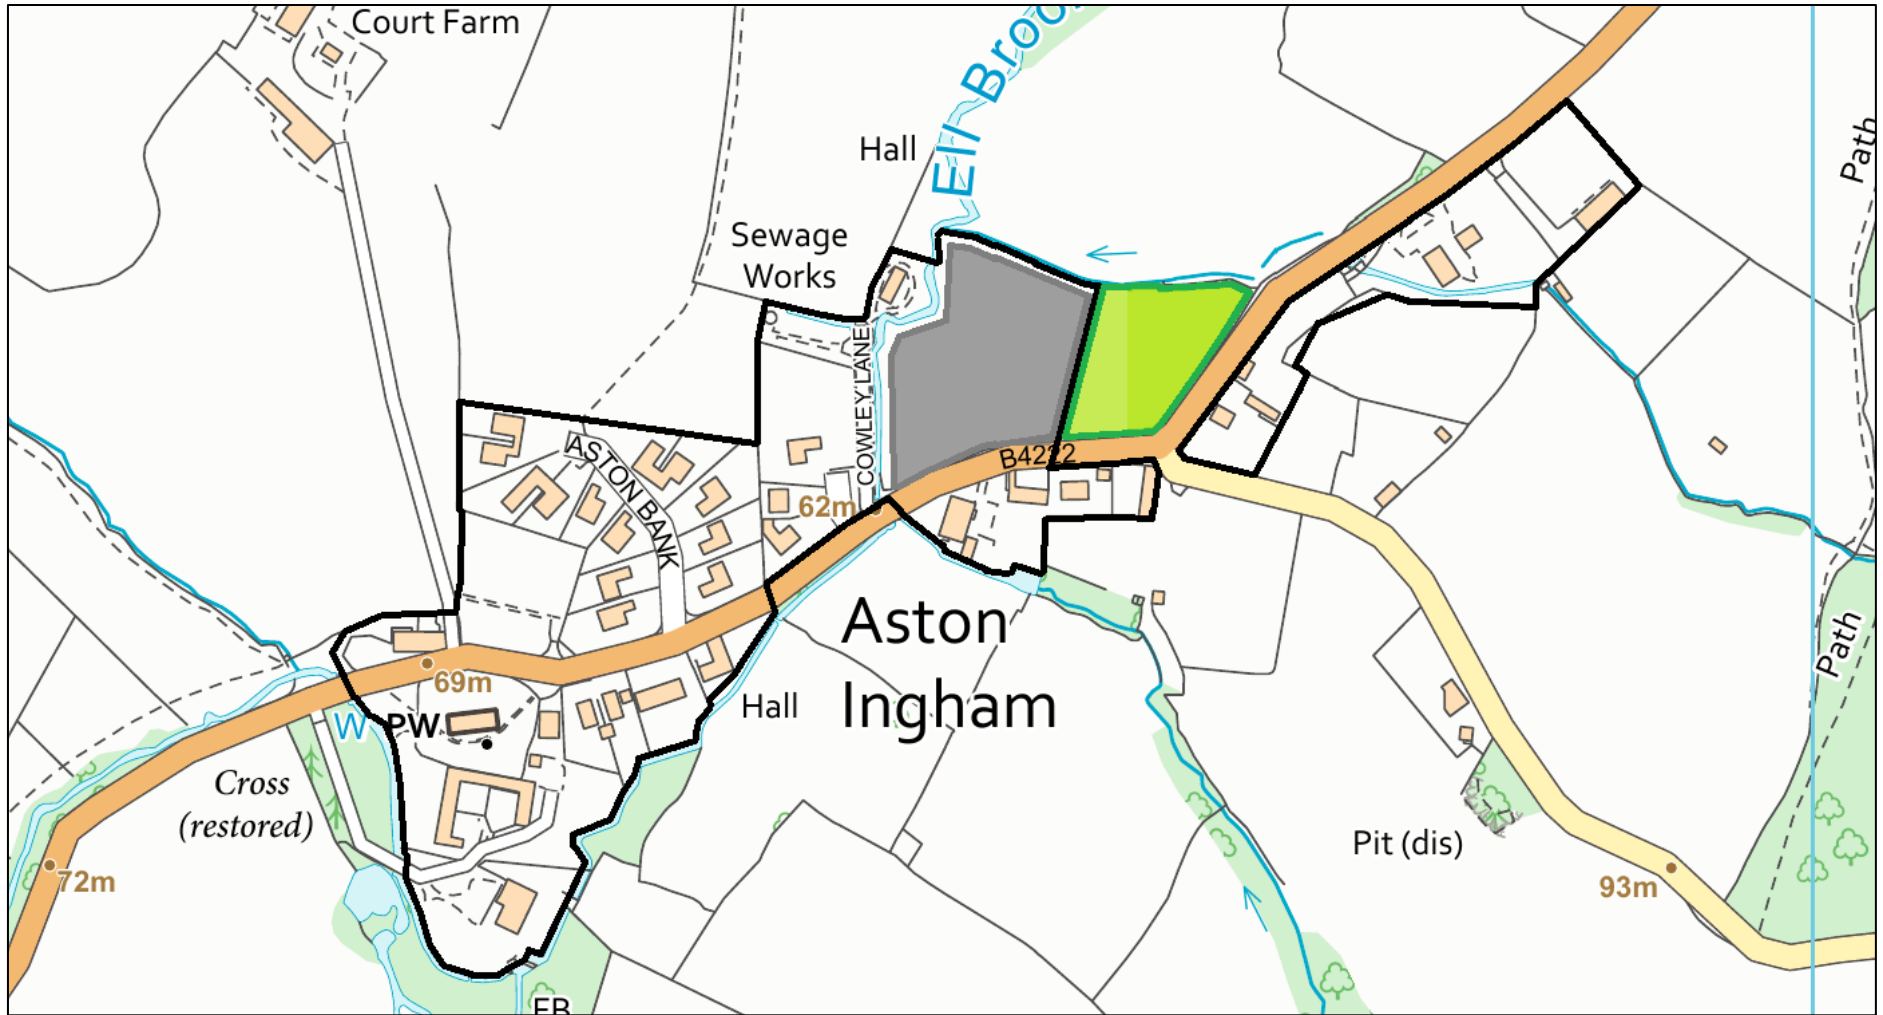 Court Farm
Ell Brook
Path
Hall
Sewage
Works
COWLEY LANE
B4222
ASTON BANK
62m
Aston
Ingham
Path
69m
Hall
W
PW
Cross
(restored)
72m
Pit (dis)
93m
FB